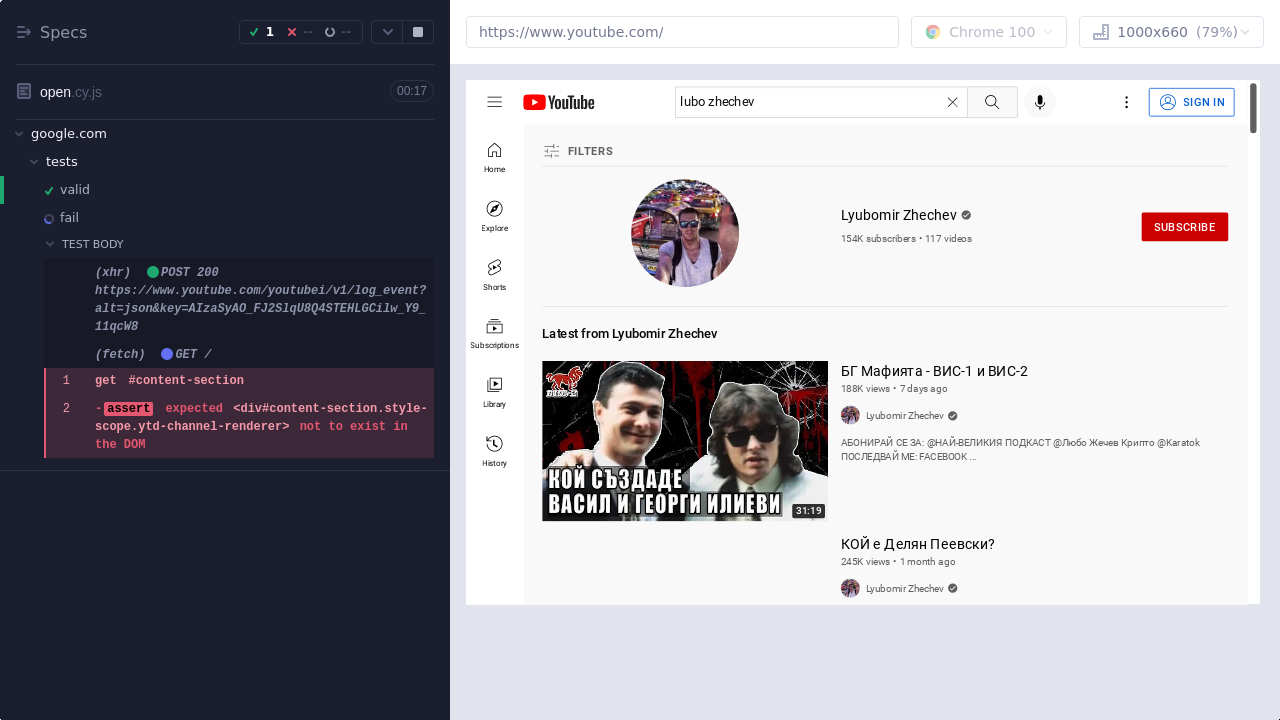 Specs
1
--
--
open.cy.js
00:17
google.com
tests
valid
fail
TEST BODY
(xhr) POST 200
https://www.youtube.com/youtubei/v1/log_event?
alt=json&key=AIzaSyAO_FJ2SlqU8Q4STEHLGCilw_Y9_
11qcW8
(fetch) GET /
1 get #content-section
2 -assert expected <div#content-section.style-
scope.ytd-channel-renderer> not to exist in
the DOM
https://www.youtube.com/
Chrome 100
1000x660 (79%)
YouTube
lubo zhechev
SIGN IN
Home
Explore
Shorts
Subscriptions
Library
History
FILTERS
Lyubomir Zhechev
154K subscribers • 117 videos
SUBSCRIBE
Latest from Lyubomir Zhechev
КОЙ СЪЗДАДЕ
ВАСИЛ И ГЕОРГИ ИЛИЕВИ
31:19
БГ Мафията - ВИС-1 и ВИС-2
188K views • 7 days ago
Lyubomir Zhechev
АБОНИРАЙ СЕ ЗА: @НАЙ-ВЕЛИКИЯ ПОДКАСТ @Любо Жечев Крипто @Karatok
ПОСЛЕДВАЙ МЕ: FACEBOOK ...
КОЙ е Делян Пеевски?
245K views • 1 month ago
Lyubomir Zhechev